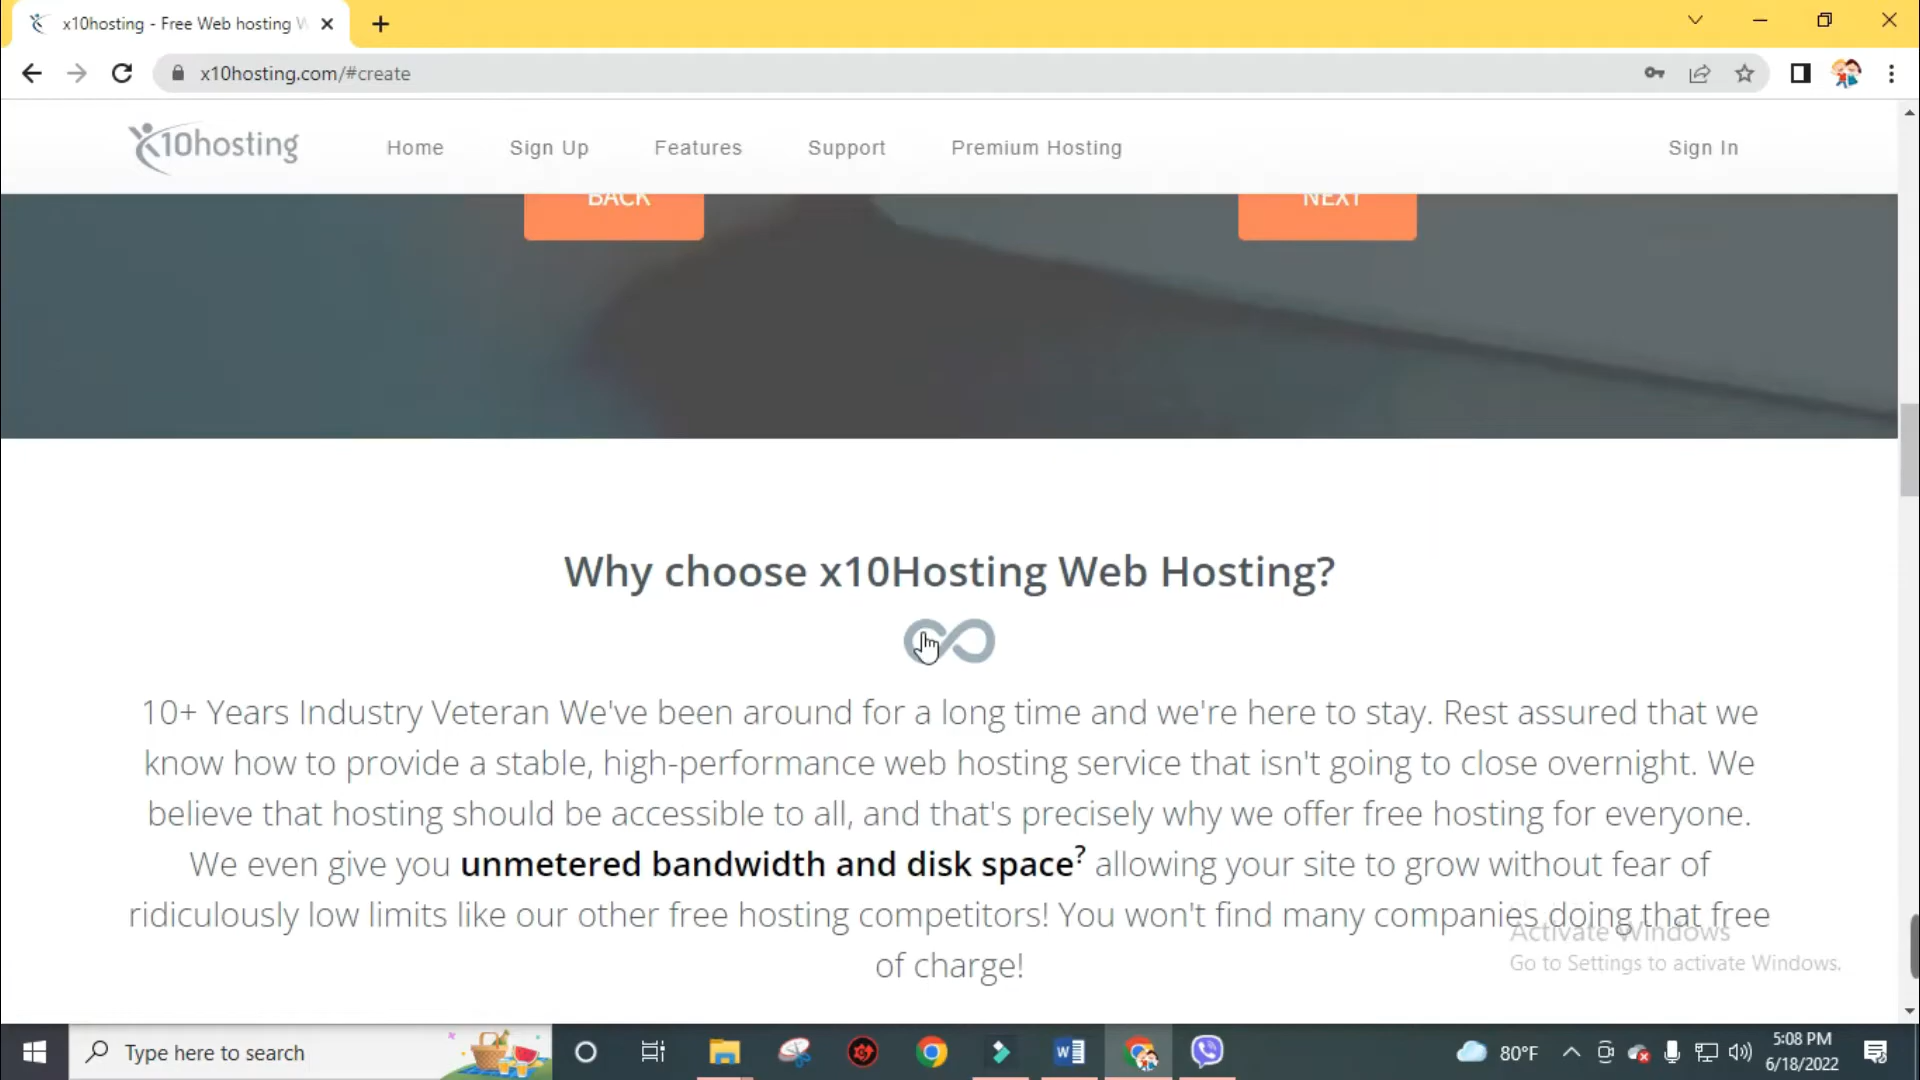 x10hosting - Free Web hosting
x10hosting.com/#create
x10hosting
Home
Sign Up
Features
Support
Premium Hosting
Sign In
BACK
NEXT
Why choose x10Hosting Web Hosting?
10+ Years Industry Veteran We've been around for a long time and we're here to stay. Rest assured that we
know how to provide a stable, high-performance web hosting service that isn't going to close overnight. We
believe that hosting should be accessible to all, and that's precisely why we offer free hosting for everyone.
We even give you unmetered bandwidth and disk space? allowing your site to grow without fear of
ridiculously low limits like our other free hosting competitors! You won't find many companies doing that free
of charge!
Activate Windows
Go to Settings to activate Windows.
Type here to search
80°F
5:08 PM
6/18/2022